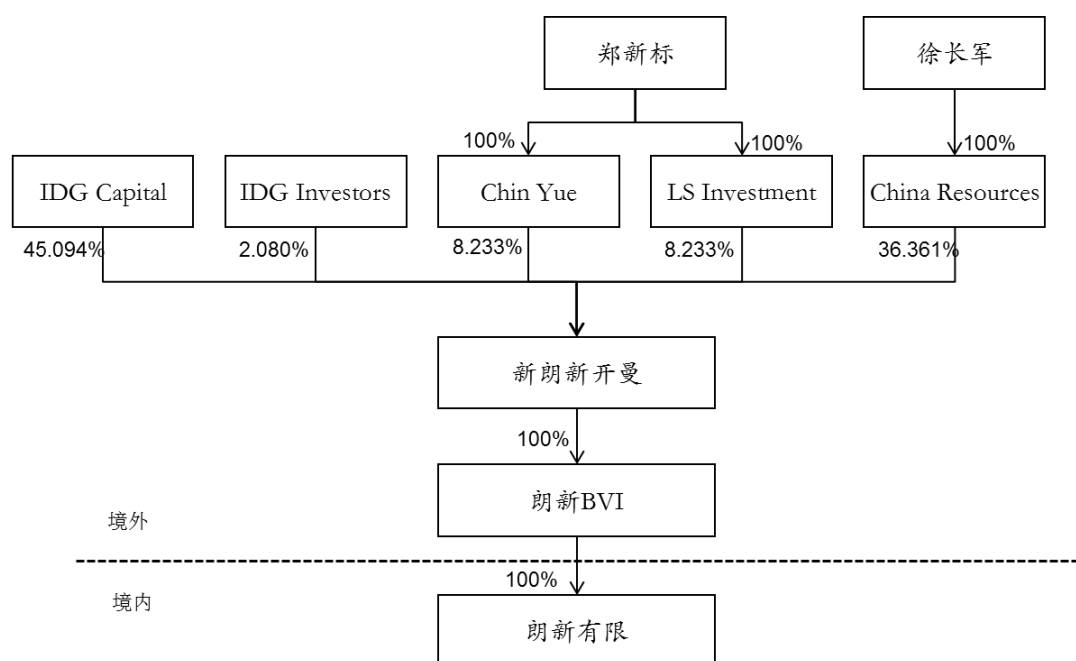 郑新标
徐长军
100%
100%
100%
IDG Capital
IDG Investors
Chin Yue
LS Investment
China Resources
45.094%
2.080%
8.233%
8.233%
36.361%
新朗新开曼
100%
朗新BVI
境外
100%
境内
朗新有限